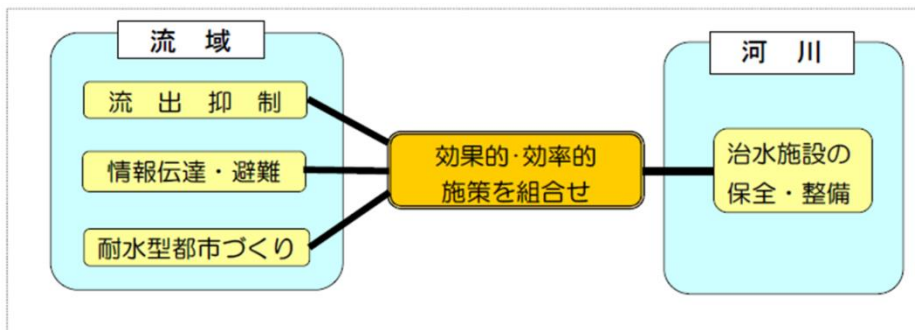 流 域
流 出 抑 制
情報伝達・避難
耐水型都市づくり
効果的・効率的
施策を組合せ
河 川
治水施設の
保全・整備